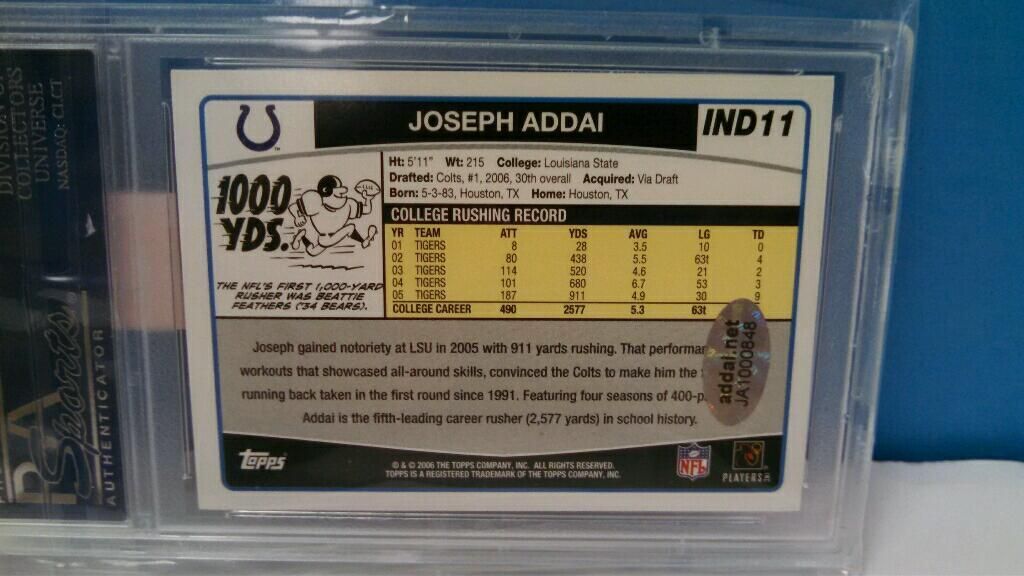 DIVISION OF
COLLECTORS
UNIVERSE
NASDAQ: CLCT
Sports
AUTHENTICATOR
JOSEPH ADDAI
IND11
Ht: 5'11" Wt: 215 College: Louisiana State
Drafted: Colts, #1, 2006, 30th overall Acquired: Via Draft
Born: 5-3-83, Houston, TX Home: Houston, TX
1000
YDS.
THE NFL'S FIRST 1,000-YARD
RUSHER WAS BEATTIE
FEATHERS ('34 BEARS).
COLLEGE RUSHING RECORD
YR TEAM ATT YDS AVG LG TD
01 TIGERS 8 28 3.5 10 0
02 TIGERS 80 438 5.5 63t 4
03 TIGERS 114 520 4.6 21 2
04 TIGERS 101 680 6.7 53 3
05 TIGERS 187 911 4.9 30 9
COLLEGE CAREER 490 2577 5.3 63t
Joseph gained notoriety at LSU in 2005 with 911 yards rushing. That
workouts that showcased all-around skills, convinced the Colts to make him the
running back taken in the first round since 1991. Featuring four seasons of
Addai is the fifth-leading career rusher (2,577 yards) in school history.
addai.net
JA1000848
topps
© & © 2006 THE TOPPS COMPANY, INC. ALL RIGHTS RESERVED.
TOPPS IS A REGISTERED TRADEMARK OF THE TOPPS COMPANY, INC.
NFL
PLAYERS INC